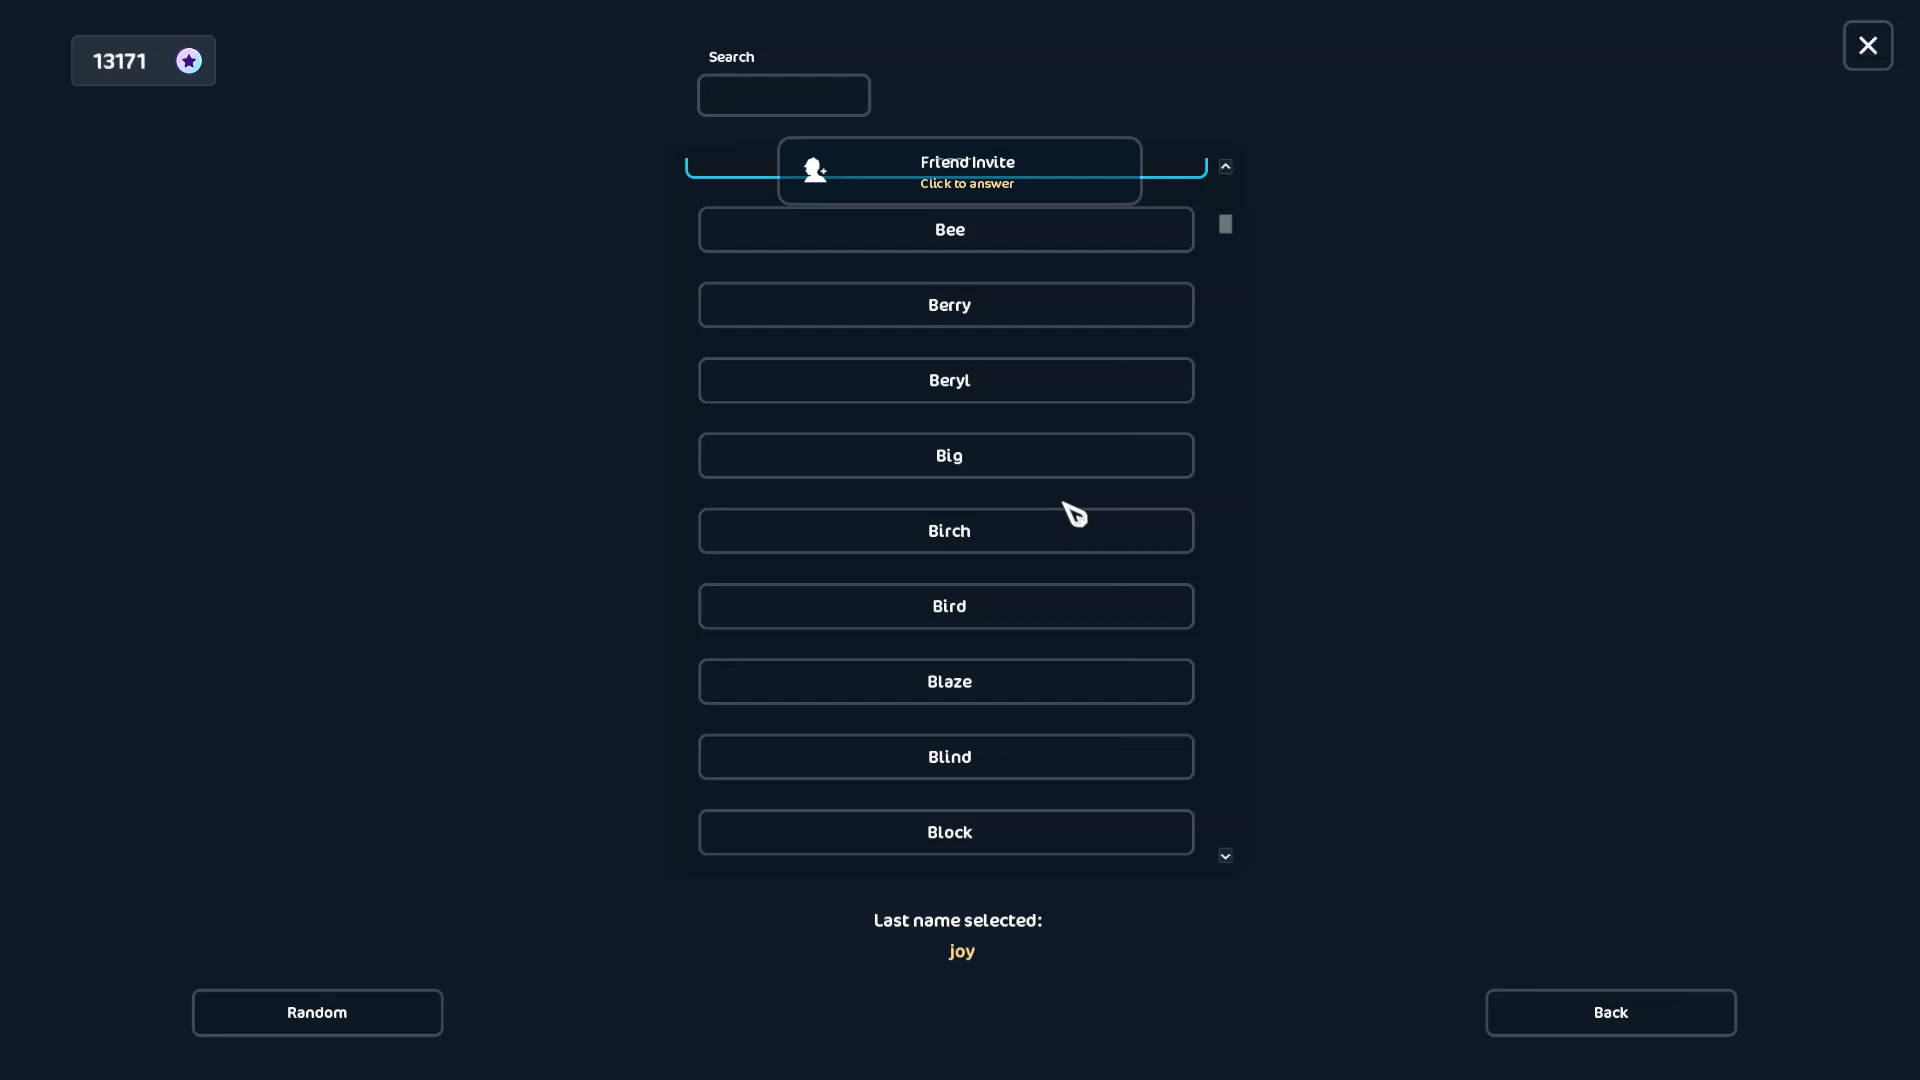 13171
Search
Friend Invite
Click to answer
Bee
Berry
Beryl
Big
Birch
Bird
Blaze
Blind
Block
Last name selected:
joy
Random
Back